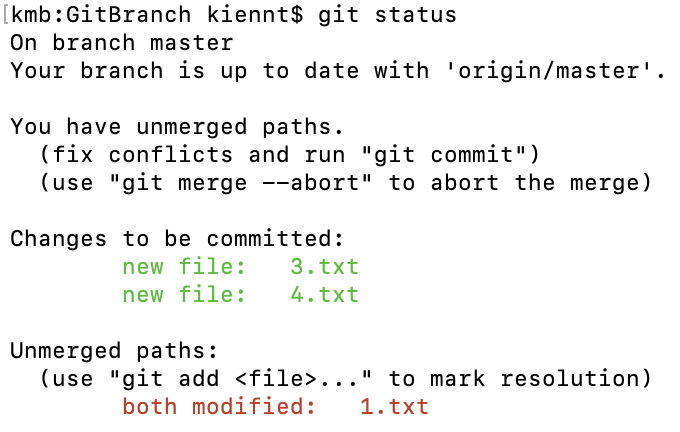 [kmb:GitBranch kiennt$ git status
On branch master
Your branch is up to date with 'origin/master'.

You have unmerged paths.
  (fix conflicts and run "git commit")
  (use "git merge --abort" to abort the merge)

Changes to be committed:
        new file:   3.txt
        new file:   4.txt

Unmerged paths:
  (use "git add <file>..." to mark resolution)
        both modified:   1.txt